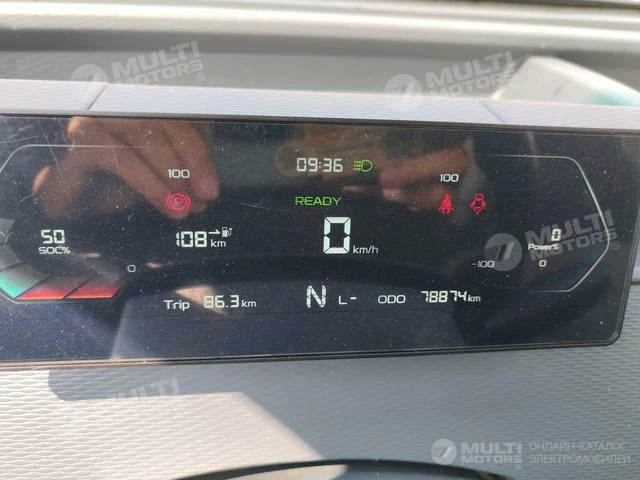 MULTI MOTORS©
MULTI MOTORS
100
09:36
100
READY
50 SOC%
108 km
0 km/h
0 Power%
0
-100
0
Trip 86.3 km
N L- ODO 78874 km
MULTI MOTORS©
MULTI MOTORS©
MULTI MOTORS©
ОНЛАЙН-КАТАЛОГ
ЭЛЕКТРОМОБИЛЕЙ